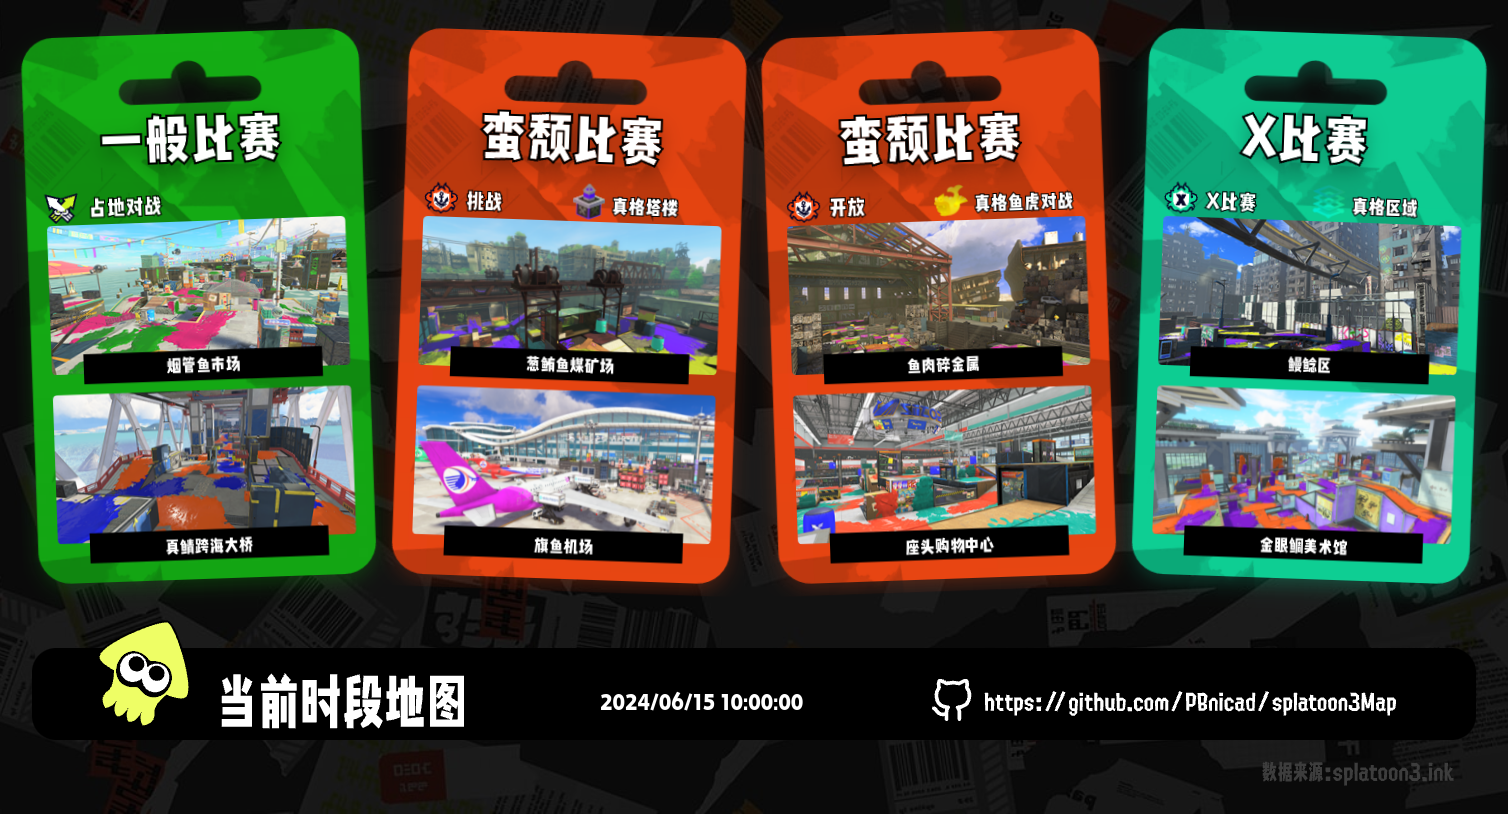 一般比赛
占地对战
烟管鱼市场
真鲭跨海大桥
蛮颓比赛
挑战
真格塔楼
葱鲔鱼煤矿场
旗鱼机场
蛮颓比赛
开放
真格鱼虎对战
鱼肉碎金属
座头购物中心
X比赛
X比赛
真格区域
鳗鲶区
金眼鲷美术馆
当前时段地图
2024/06/15 10:00:00
https://github.com/PBnicad/splatoon3Map
数据来源:splatoon3.ink